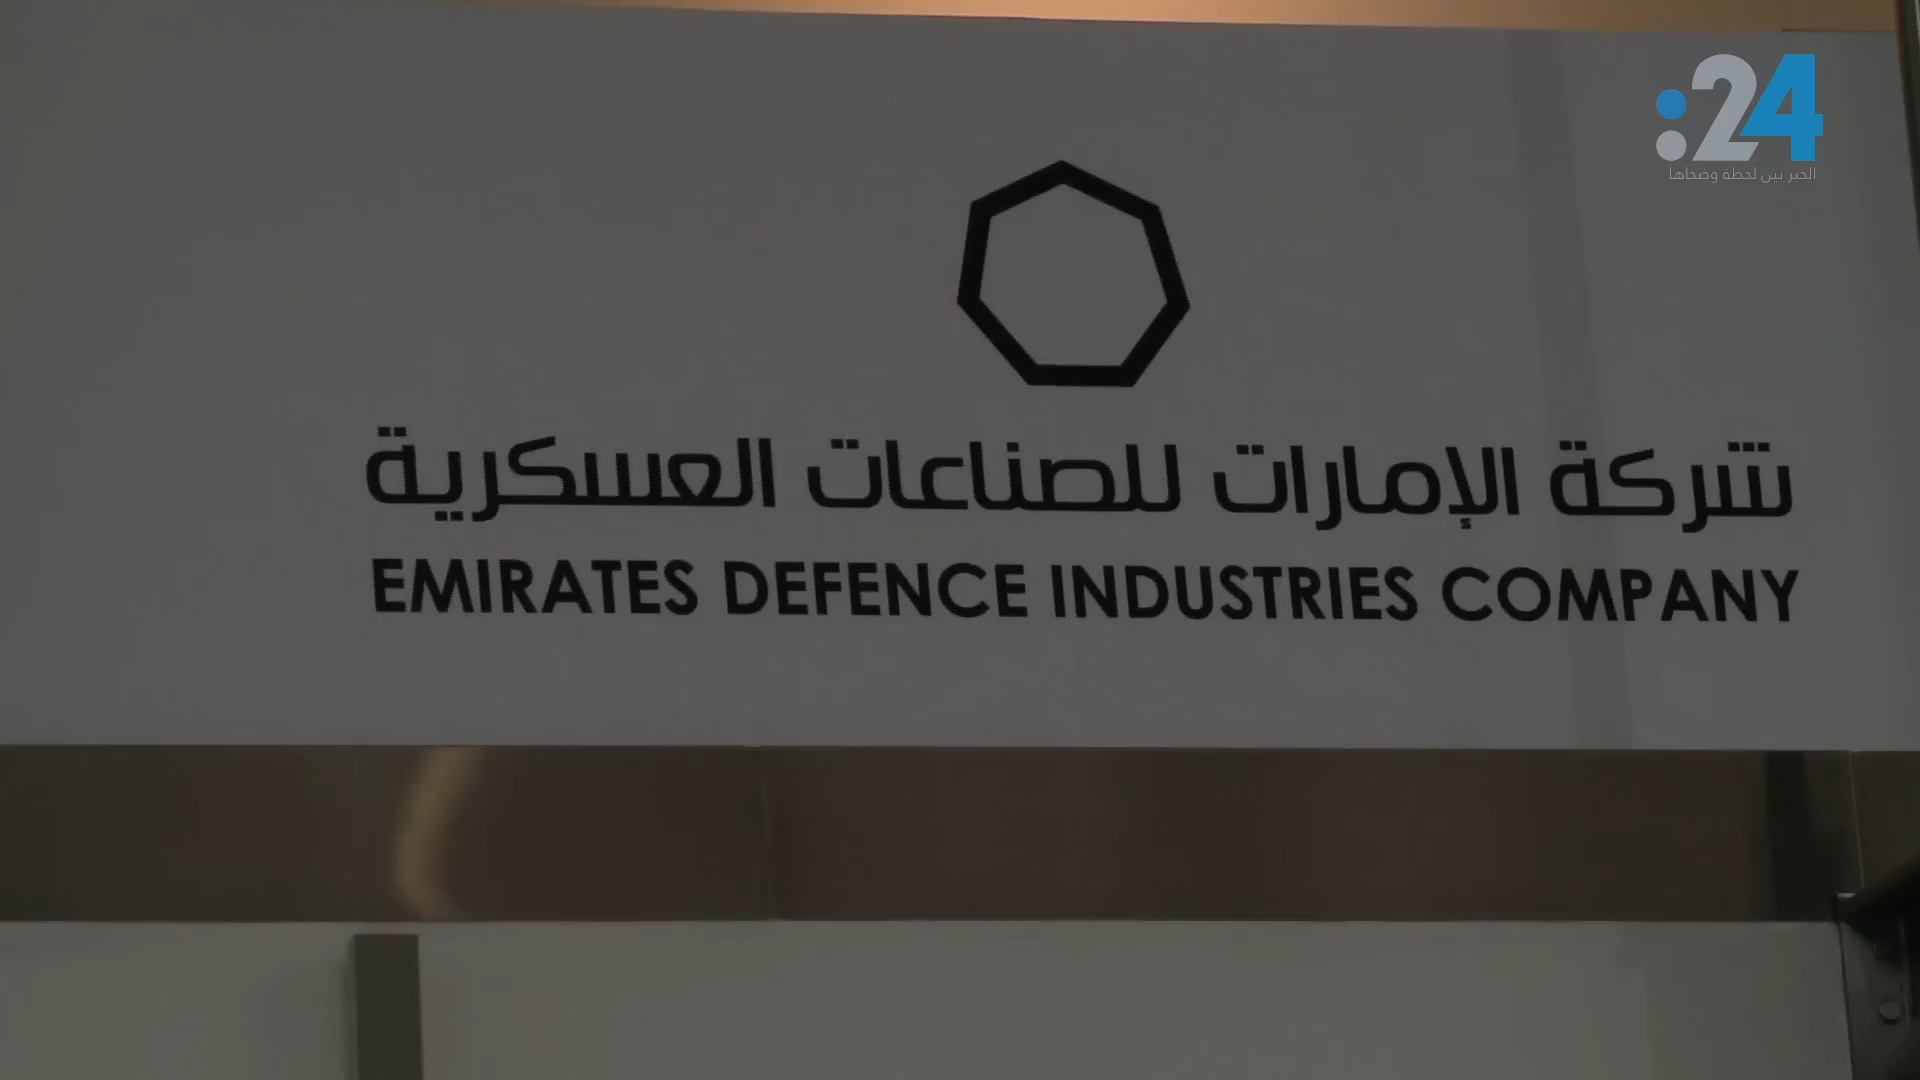 :24
الخبر بين لحظة وضحاها
شركة الإمارات للصناعات العسكرية
EMIRATES DEFENCE INDUSTRIES COMPANY